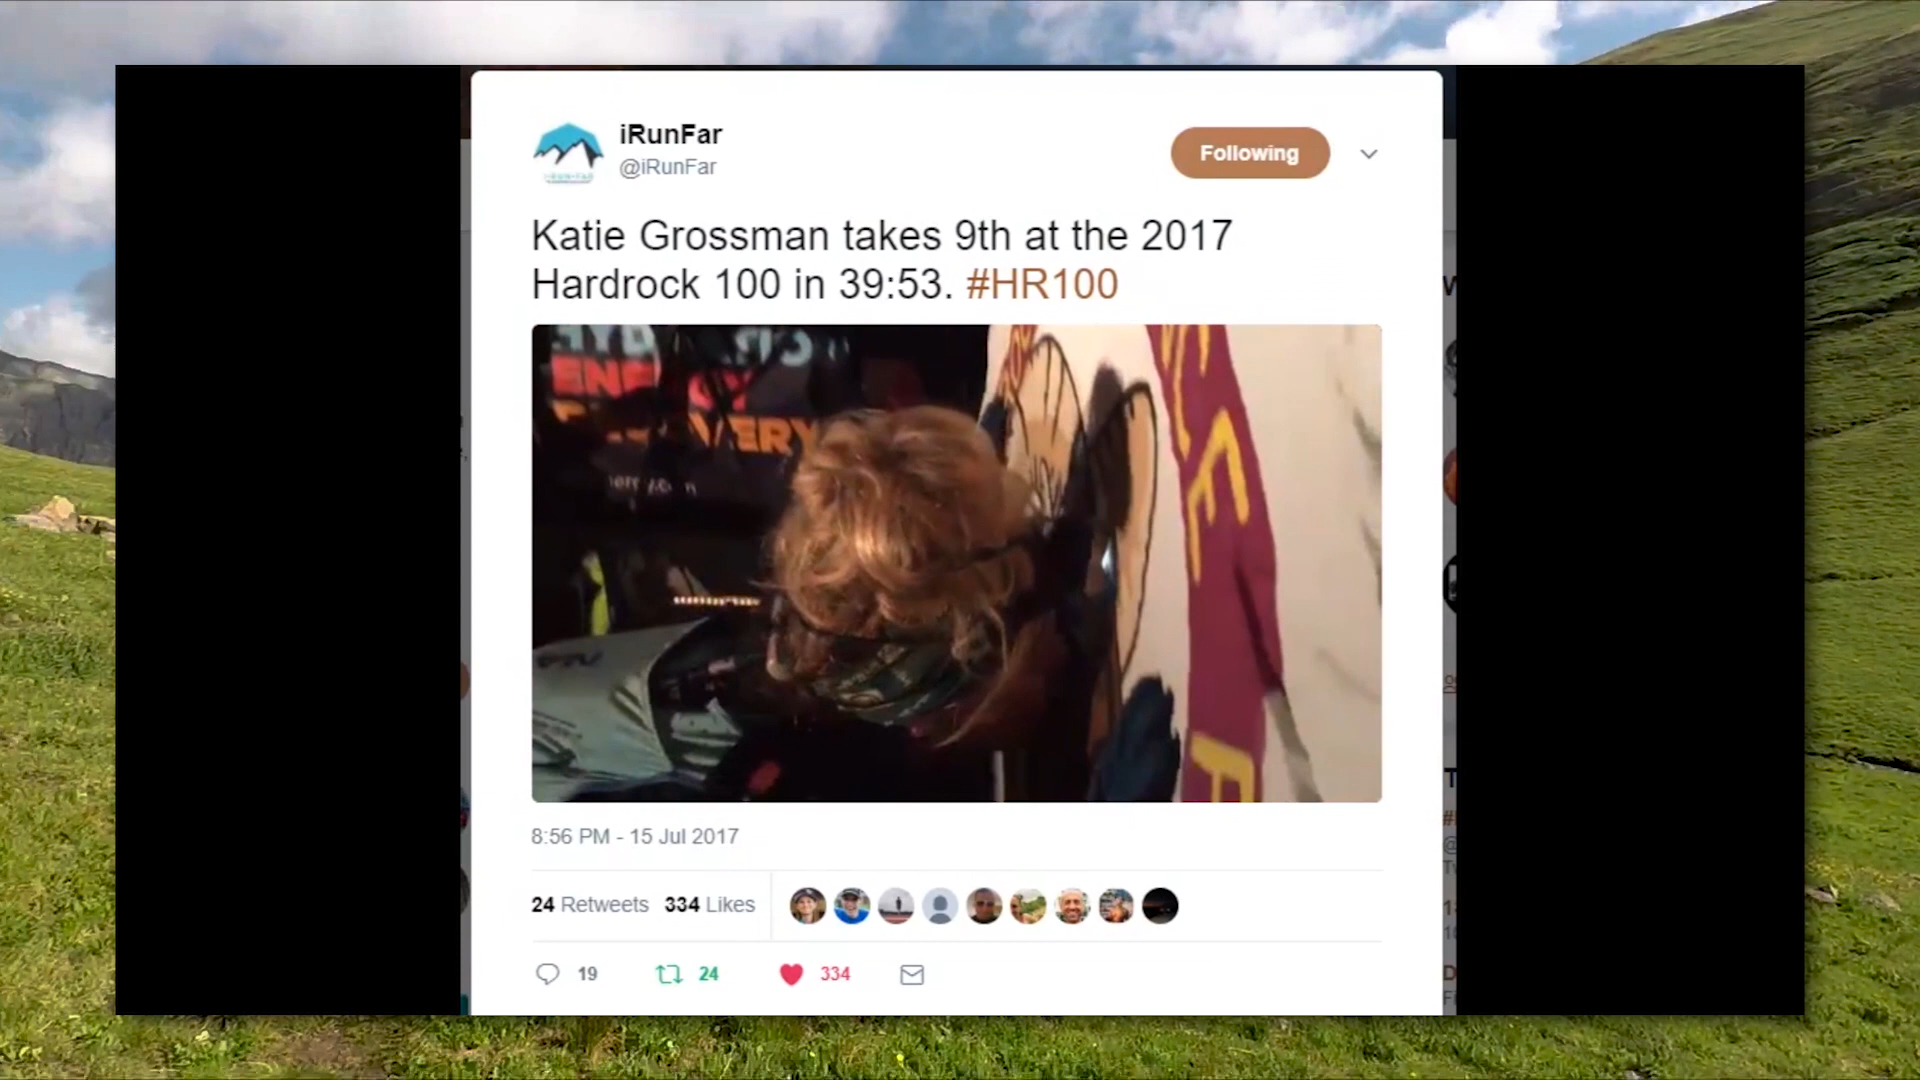 iRunFar
@iRunFar
Following
Katie Grossman takes 9th at the 2017
Hardrock 100 in 39:53. #HR100
8:56 PM - 15 Jul 2017
24 Retweets 334 Likes
19
24
334